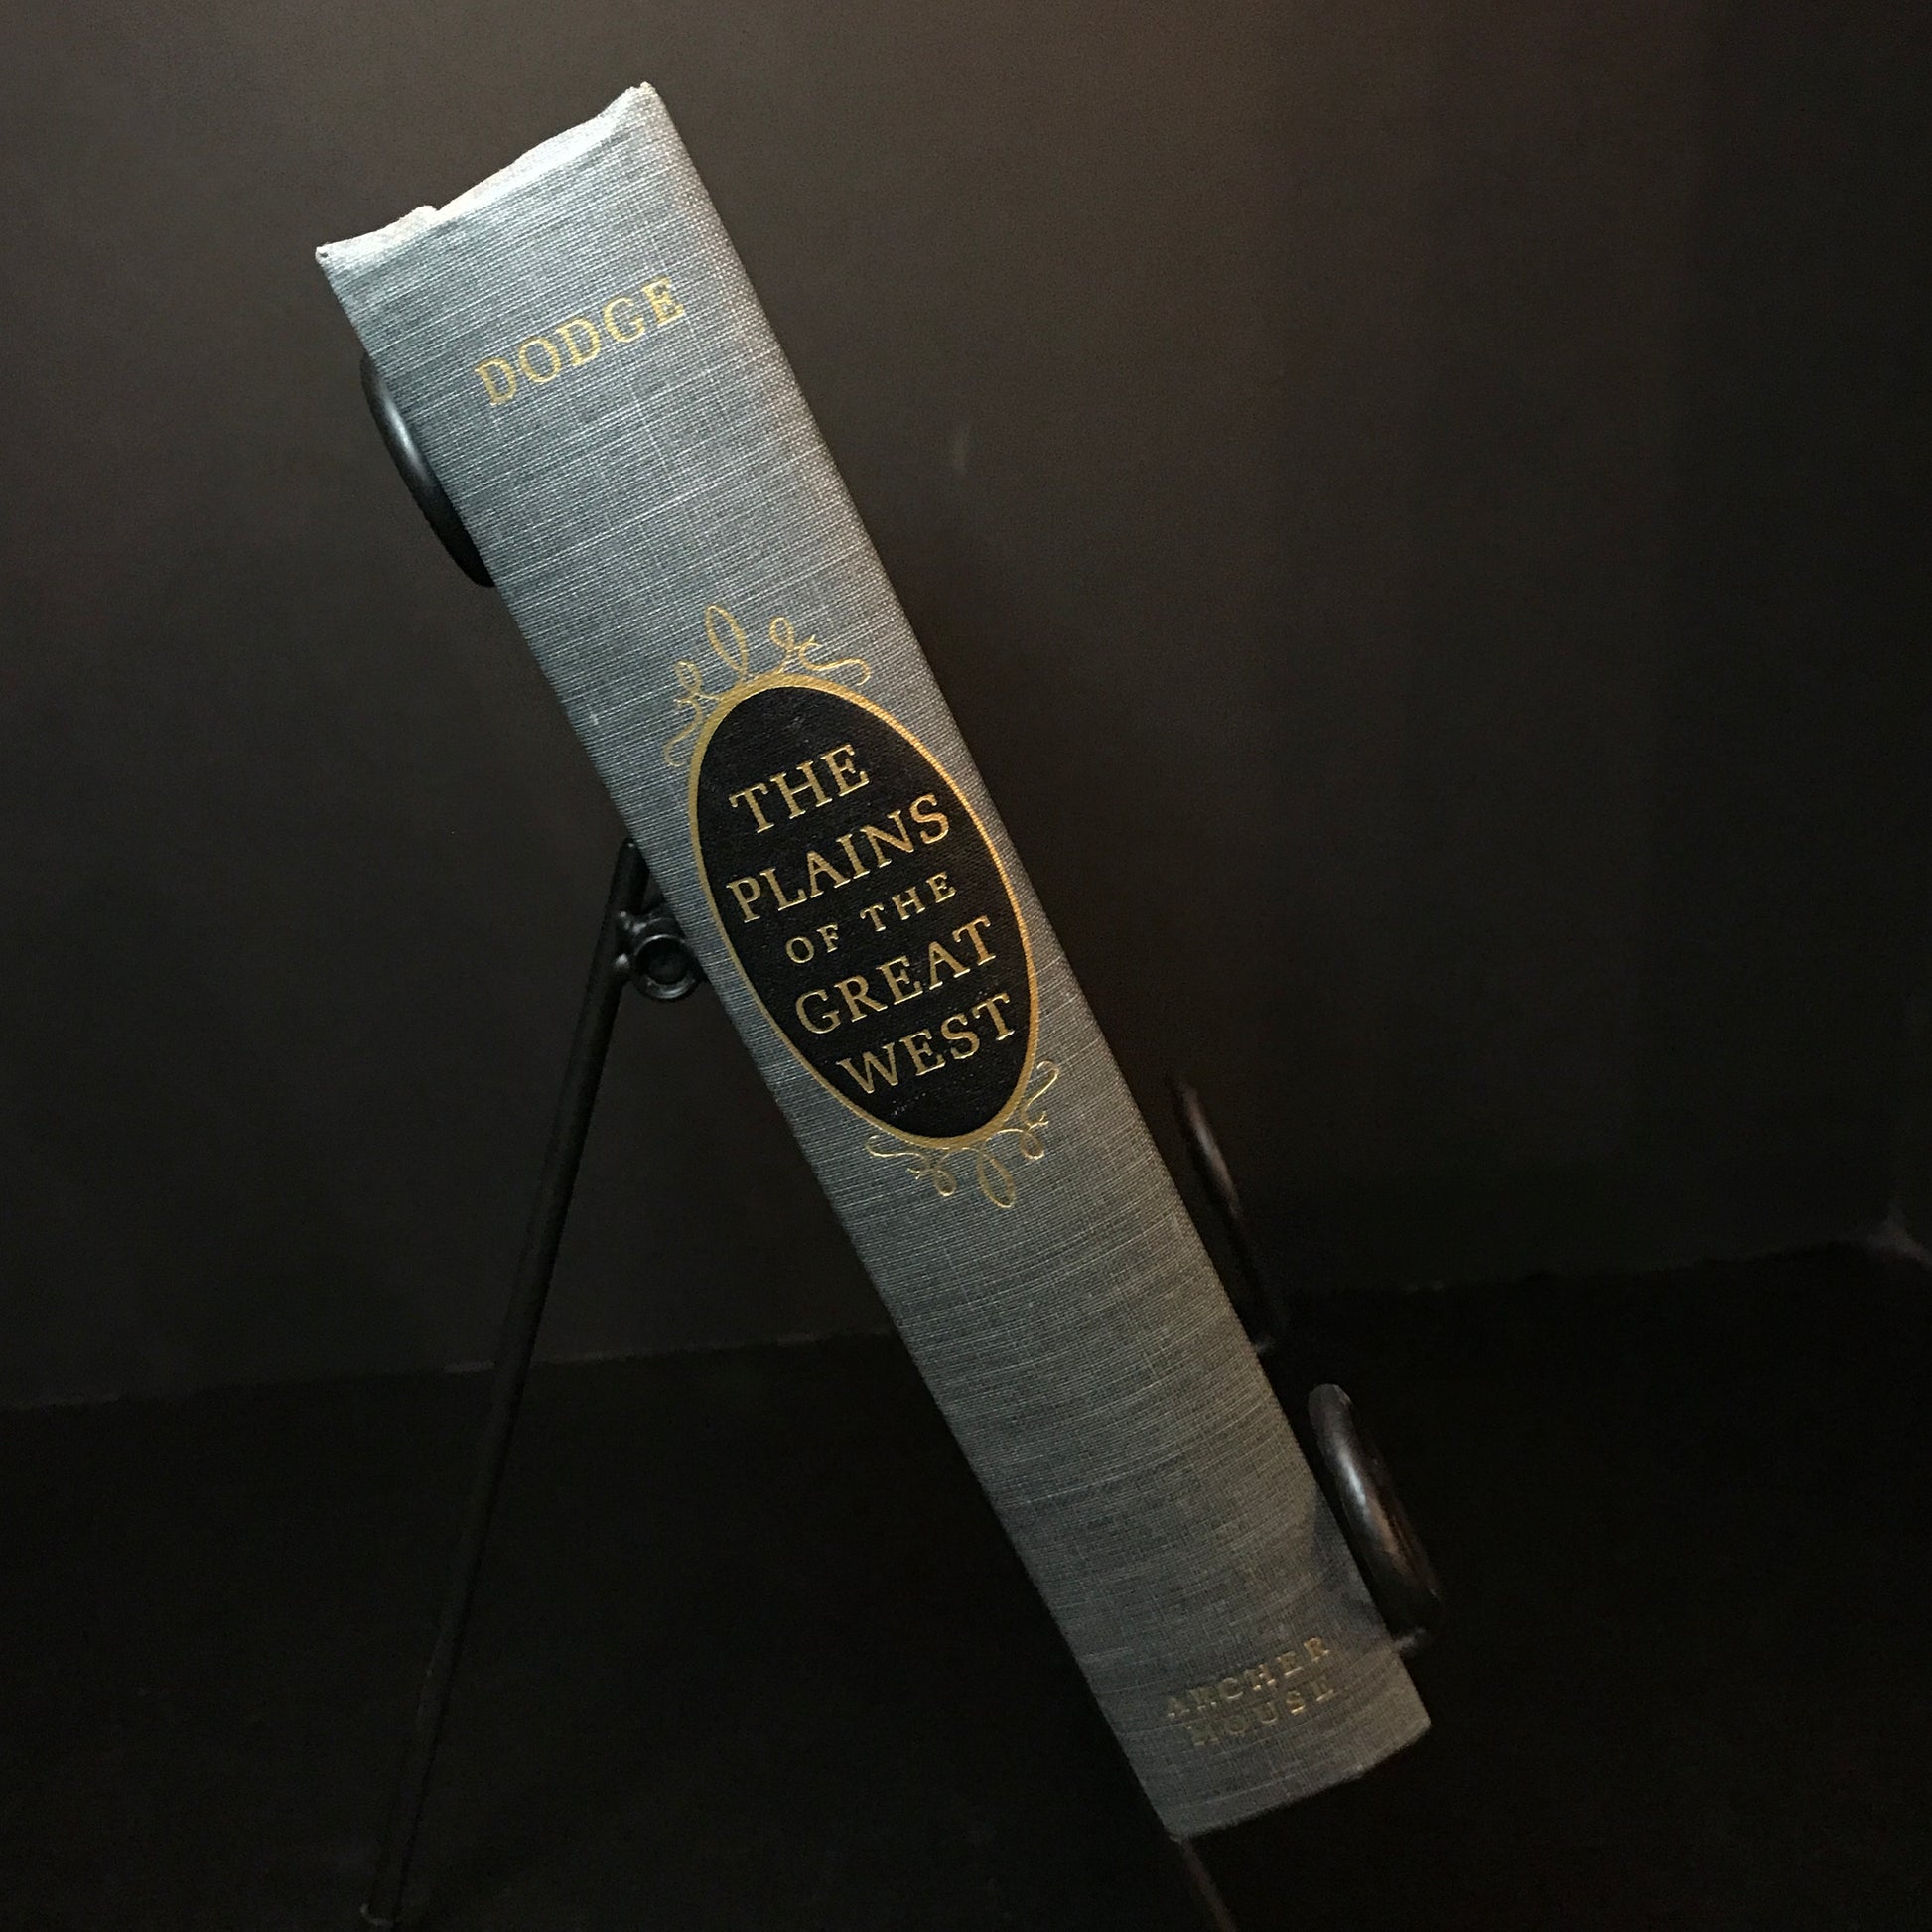 DODGE
THE
PLAINS
OF THE
GREAT
WEST
ARCHER
HOUSE